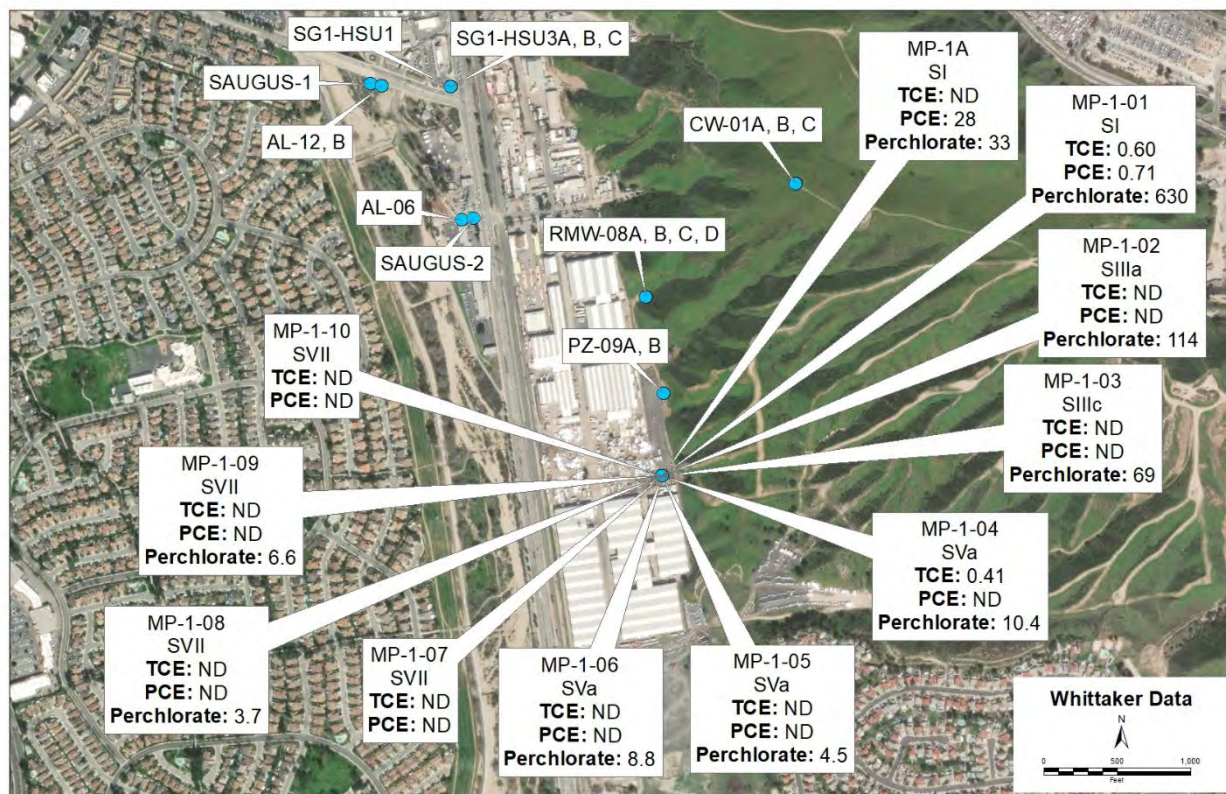 SG1-HSU1
SG1-HSU3A, B, C
SAUGUS-1
AL-12, B
CW-01A, B, C
AL-06
SAUGUS-2
RMW-08A, B, C, D
PZ-09A, B
MP-1A
SI
TCE: ND
PCE: 28
Perchlorate: 33
MP-1-01
SI
TCE: 0.60
PCE: 0.71
Perchlorate: 630
MP-1-02
SIIIa
TCE: ND
PCE: ND
Perchlorate: 114
MP-1-03
SIIIc
TCE: ND
PCE: ND
Perchlorate: 69
MP-1-04
SVa
TCE: 0.41
PCE: ND
Perchlorate: 10.4
MP-1-05
SVa
TCE: ND
PCE: ND
Perchlorate: 4.5
MP-1-06
SVa
TCE: ND
PCE: ND
Perchlorate: 8.8
MP-1-07
SVII
TCE: ND
PCE: ND
MP-1-08
SVII
TCE: ND
PCE: ND
Perchlorate: 3.7
MP-1-09
SVII
TCE: ND
PCE: ND
Perchlorate: 6.6
MP-1-10
SVII
TCE: ND
PCE: ND
Whittaker Data
N
0 500 1,000
Feet